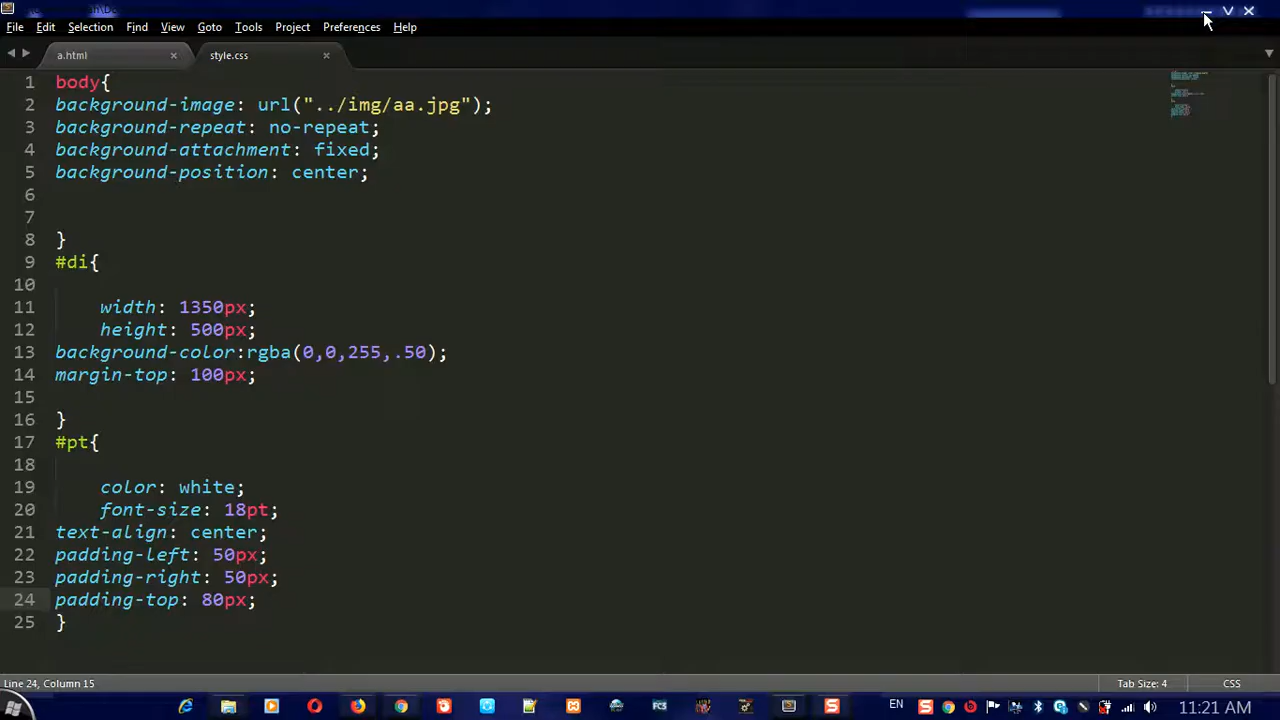 File Edit Selection Find View Goto Tools Project Preferences Help
a.html style.css
1 body{
2 background-image: url("../img/aa.jpg");
3 background-repeat: no-repeat;
4 background-attachment: fixed;
5 background-position: center;
6
7
8 }
9 #di{
10
11 width: 1350px;
12 height: 500px;
13 background-color:rgba(0,0,255,.50);
14 margin-top: 100px;
15
16 }
17 #pt{
18
19 color: white;
20 font-size: 18pt;
21 text-align: center;
22 padding-left: 50px;
23 padding-right: 50px;
24 padding-top: 80px;
25 }
Line 24, Column 15 Tab Size: 4 CSS
EN 11:21 AM